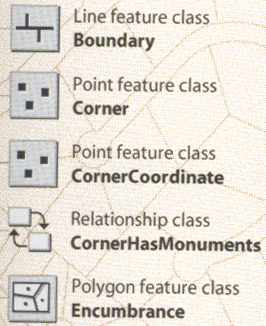 Line feature class
Boundary
Point feature class
Corner
Point feature class
CornerCoordinate
Relationship class
CornerHasMonuments
Polygon feature class
Encumbrance